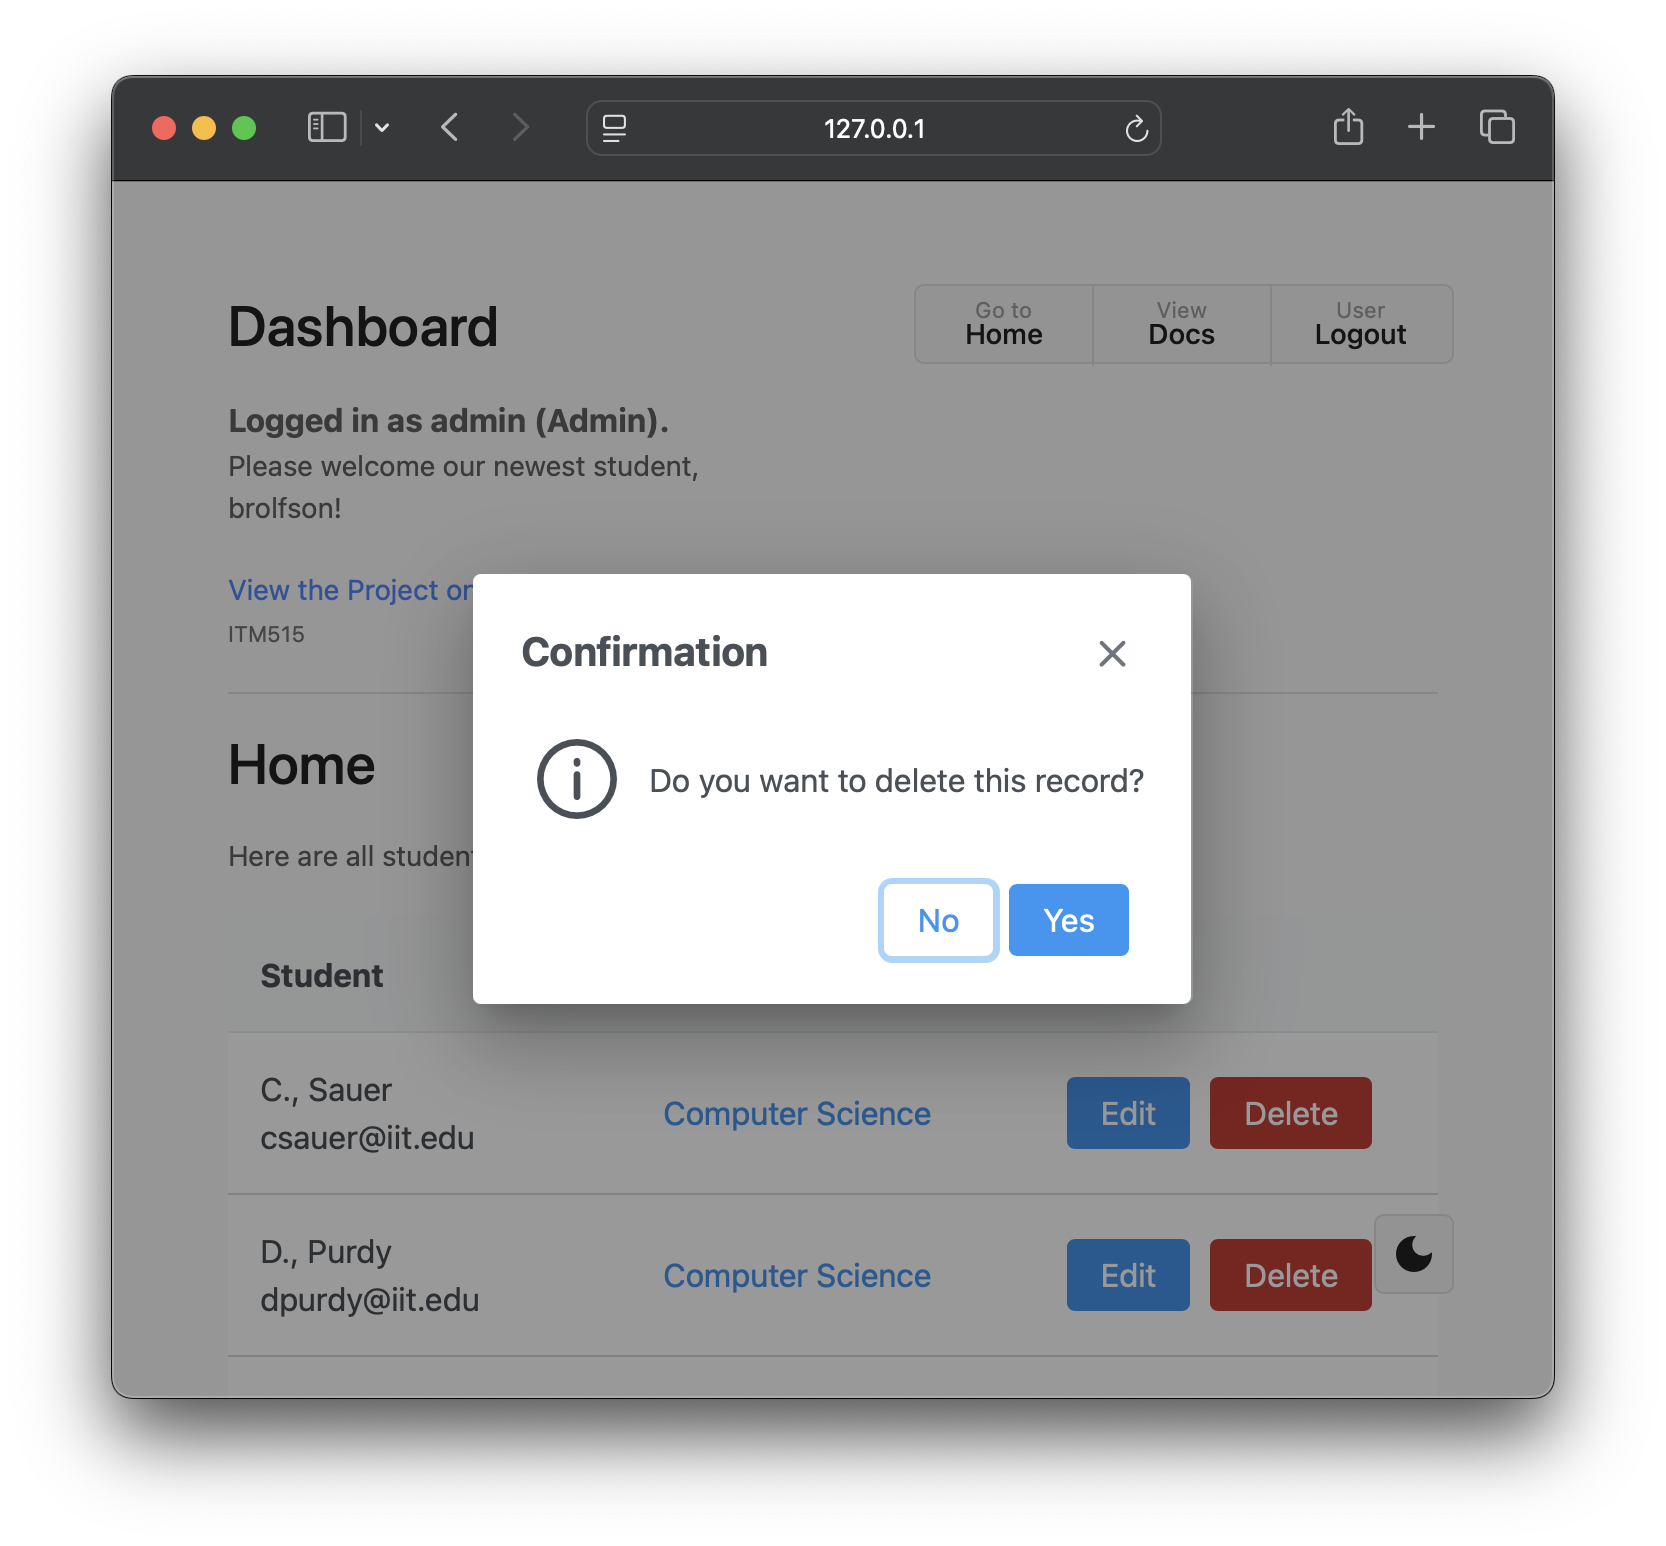 127.0.0.1
Dashboard
Go to
Home
View
Docs
User
Logout
Logged in as admin (Admin).
Please welcome our newest student,
brolfson!
View the Project
ITM515
Confirmation
Do you want to delete this record?
No
Yes
Home
Here are all
Student
C., Sauer
csauer@iit.edu
Computer Science
Edit
Delete
D., Purdy
dpurdy@iit.edu
Computer Science
Edit
Delete